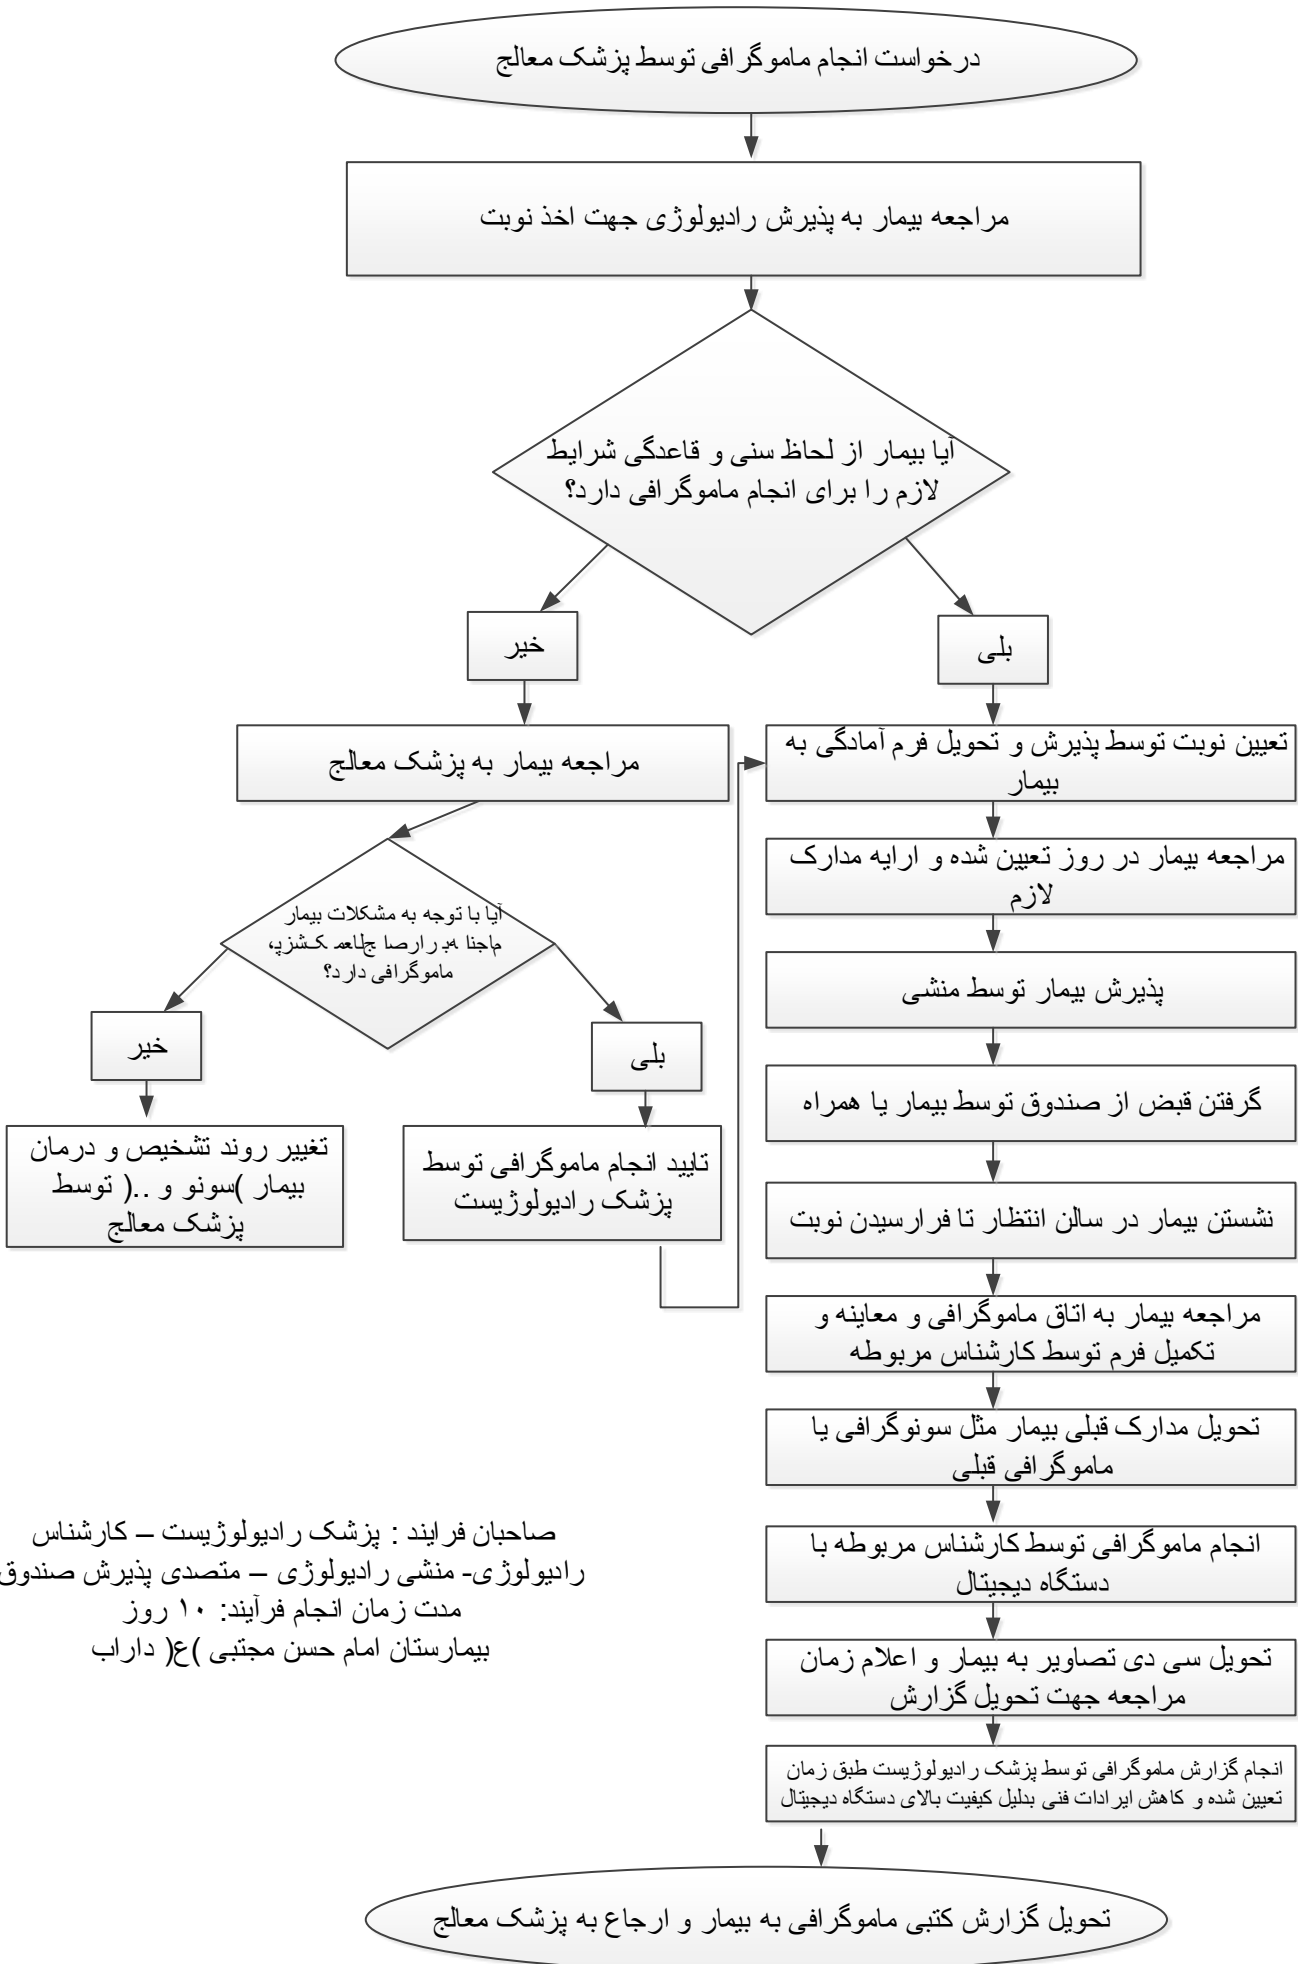 درخواست انجام ماموگرافی توسط پزشک معالج
مراجعه بیمار به پذیرش رادیولوژی جهت اخذ نوبت
آیا بیمار از لحاظ سنی و قاعدگی شرایط
لازم را برای انجام ماموگرافی دارد؟
خیر
بلی
مراجعه بیمار به پزشک معالج
آیا با توجه به مشکلات بیمار
،پزشک معالج اصرار به انجام
ماموگرافی دارد؟
خیر
بلی
تغییر روند تشخیص و درمان
بیمار )سونو و ..( توسط
پزشک معالج
تایید انجام ماموگرافی توسط
پزشک رادیولوژیست
تعیین نوبت توسط پذیرش و تحویل فرم آمادگی به
بیمار
مراجعه بیمار در روز تعیین شده و ارایه مدارک
لازم
پذیرش بیمار توسط منشی
گرفتن قبض از صندوق توسط بیمار یا همراه
نشستن بیمار در سالن انتظار تا فرارسیدن نوبت
مراجعه بیمار به اتاق ماموگرافی و معاینه و
تکمیل فرم توسط کارشناس مربوطه
تحویل مدارک قبلی بیمار مثل سونوگرافی یا
ماموگرافی قبلی
انجام ماموگرافی توسط کارشناس مربوطه با
دستگاه دیجیتال
تحویل سی دی تصاویر به بیمار و اعلام زمان
مراجعه جهت تحویل گزارش
انجام گزارش ماموگرافی توسط پزشک رادیولوژیست طبق زمان
تعیین شده و کاهش ایرادات فنی بدلیل کیفیت بالای دستگاه دیجیتال
تحویل گزارش کتبی ماموگرافی به بیمار و ارجاع به پزشک معالج
صاحبان فرایند : پزشک رادیولوژیست – کارشناس
رادیولوژی- منشی رادیولوژی – متصدی پذیرش صندوق
مدت زمان انجام فرآیند: ۱۰ روز
بیمارستان امام حسن مجتبی )ع( داراب